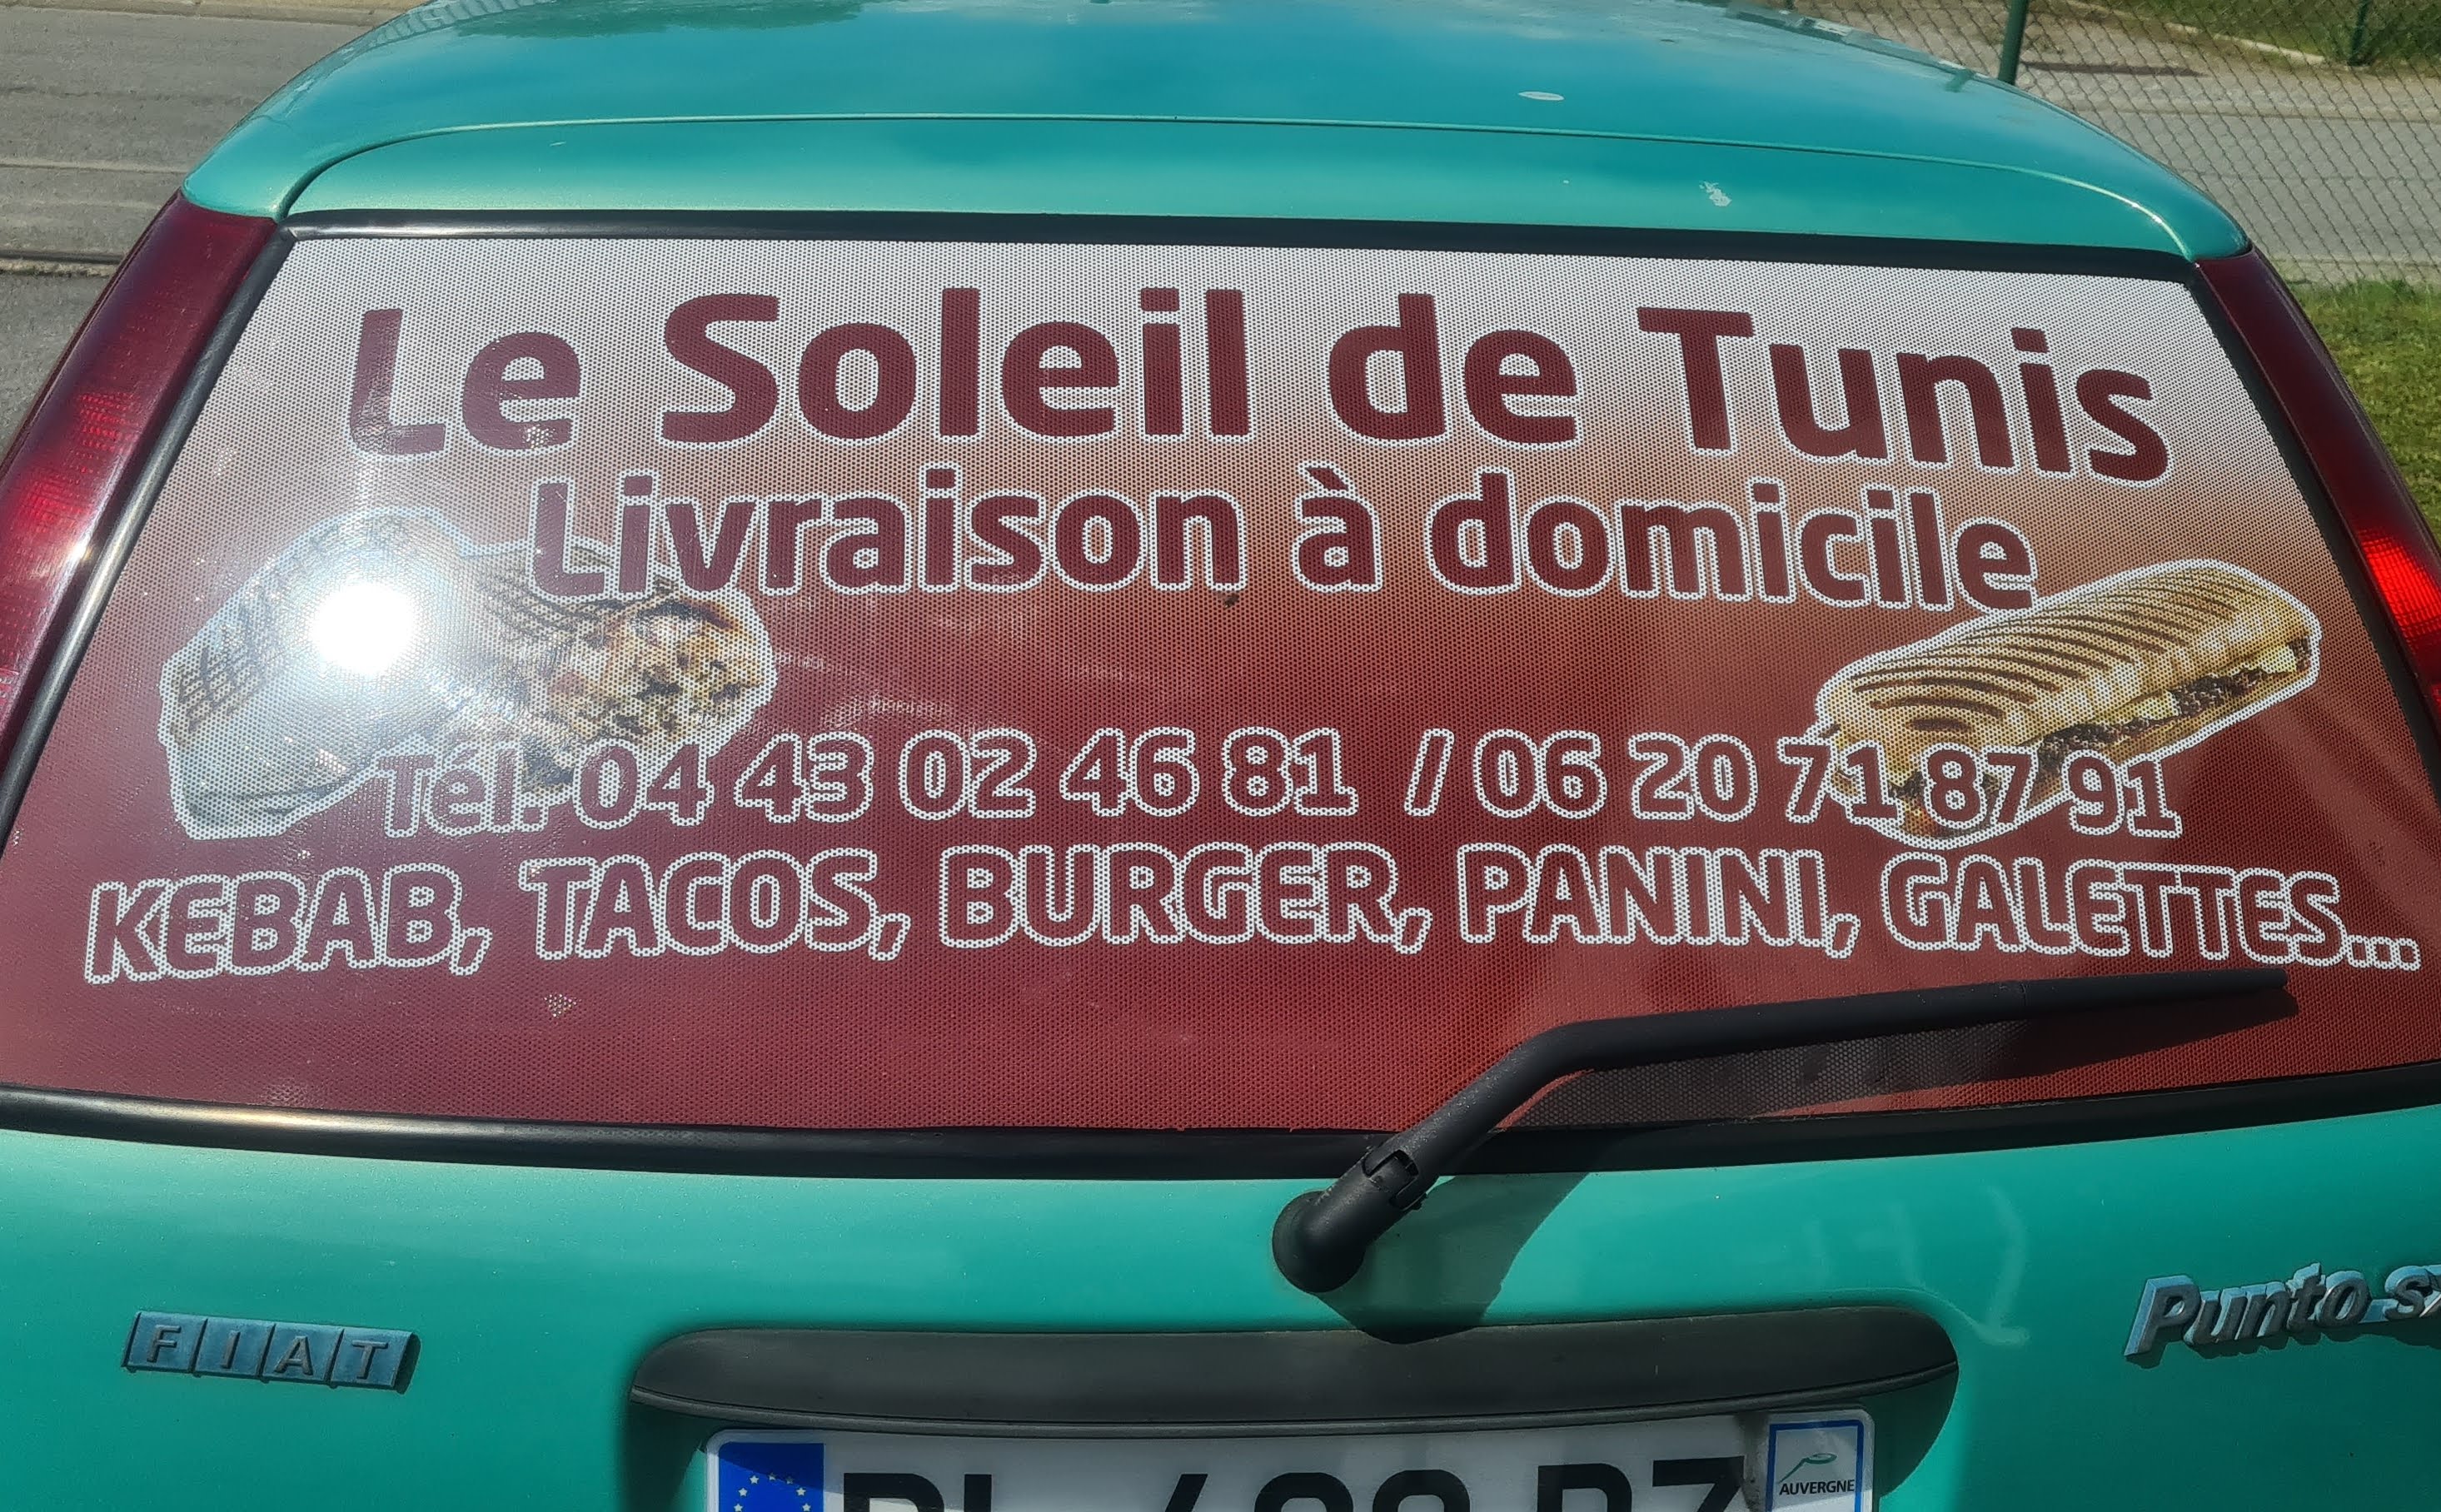 Le Soleil de Tunis
Livraison à domicile
Tél. 04 43 02 46 81 / 06 20 71 87 91
KEBAB, TACOS, BURGER, PANINI, GALETTES...
FIAT
Punto
AUVERGNE